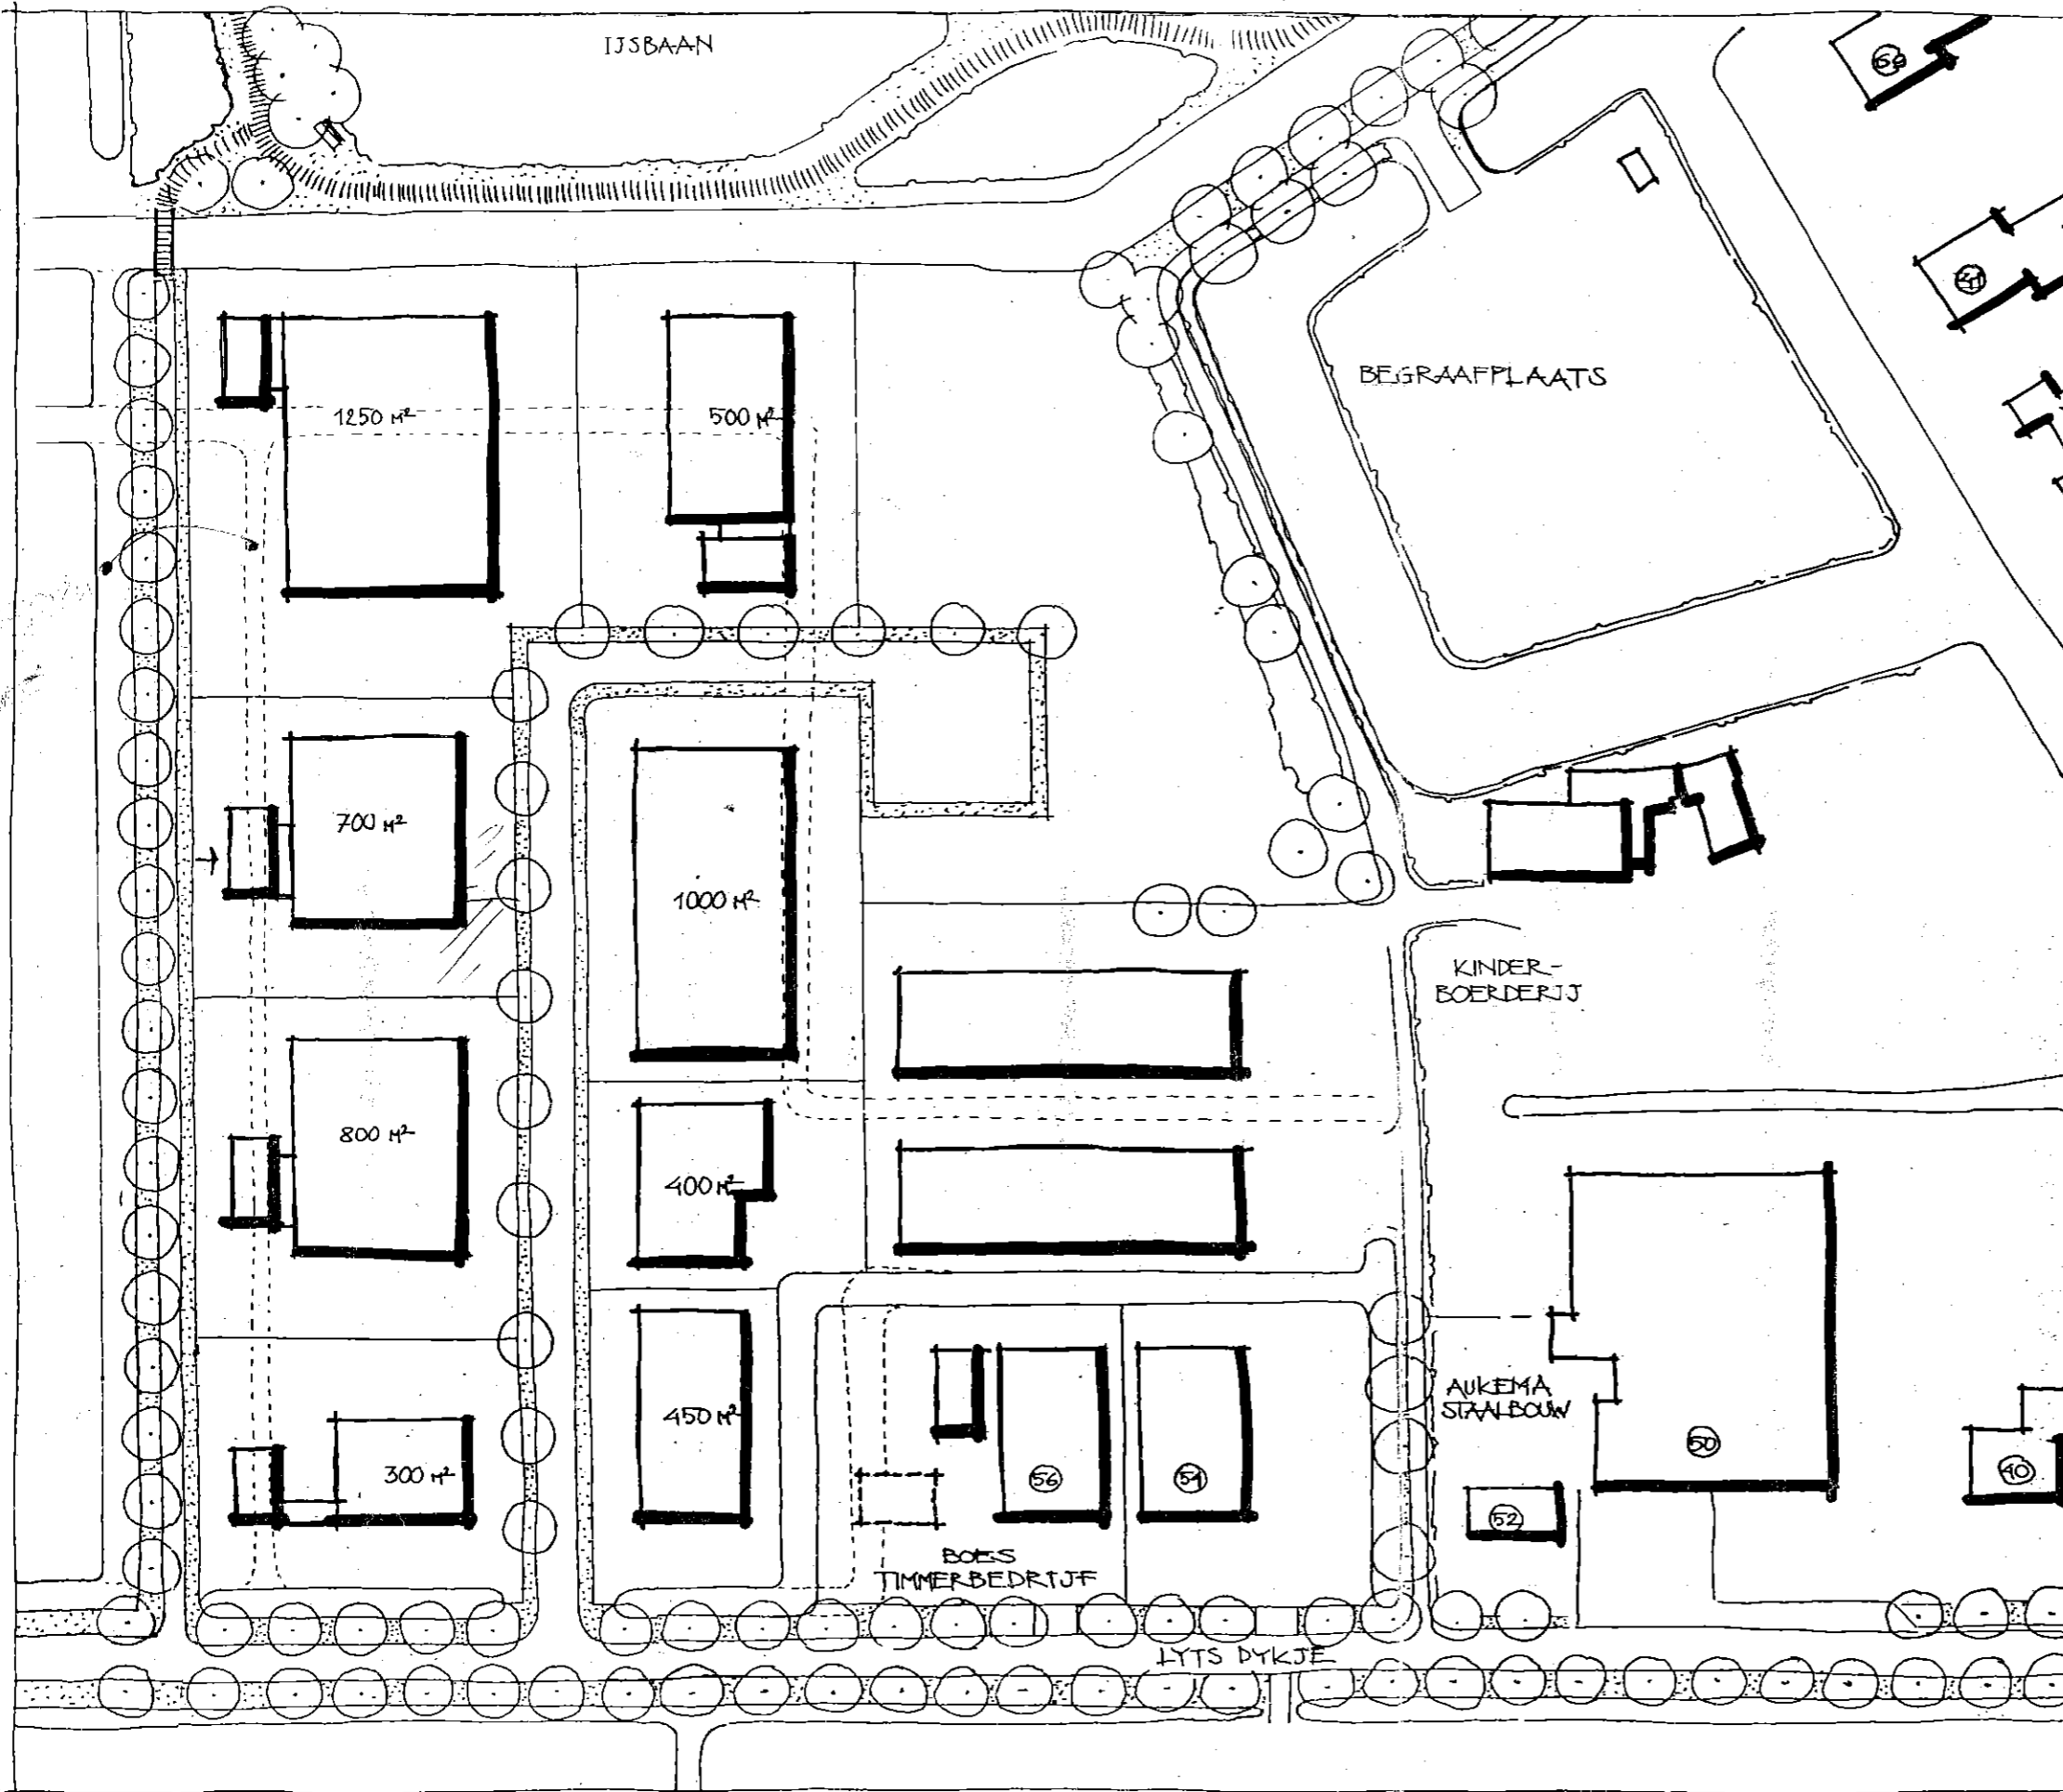 IJSBAAN
69
BEGRAAFPLAATS
1250 M²
500 M²
700 M²
1000 M²
KINDER-
BOERDERIJ
800 M²
400 M²
AUKEMA
STAALBOUW
450 M²
300 M²
56
54
50
40
52
BOES
TIMMERBEDRIJF
LYTS DYKJE